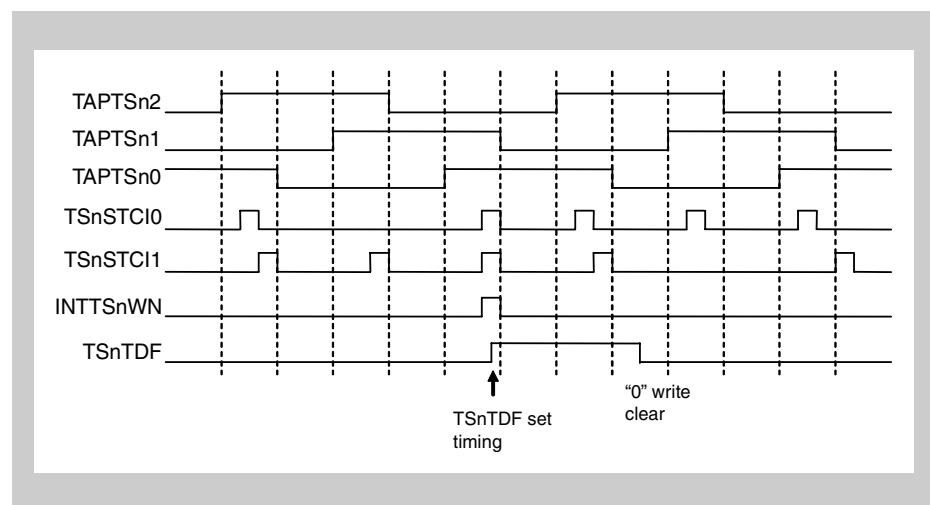 TAPTSn2
TAPTSn1
TAPTSn0
TSnSTCI0
TSnSTCI1
INTTSnWN
TSnTDF
TSnTDF set
timing
“0” write
clear